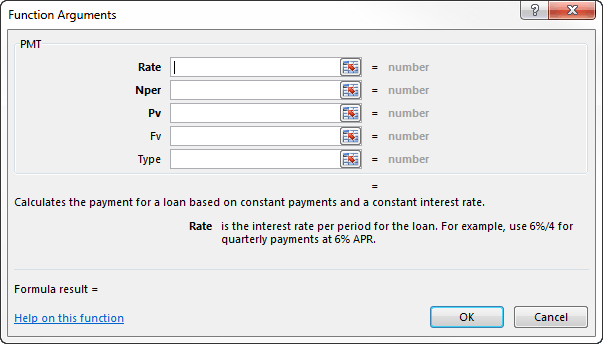 Function Arguments
PMT
Rate = number
Nper = number
Pv = number
Fv = number
Type = number
=
Calculates the payment for a loan based on constant payments and a constant interest rate.
Rate is the interest rate per period for the loan. For example, use 6%/4 for
quarterly payments at 6% APR.
Formula result =
Help on this function
OK
Cancel